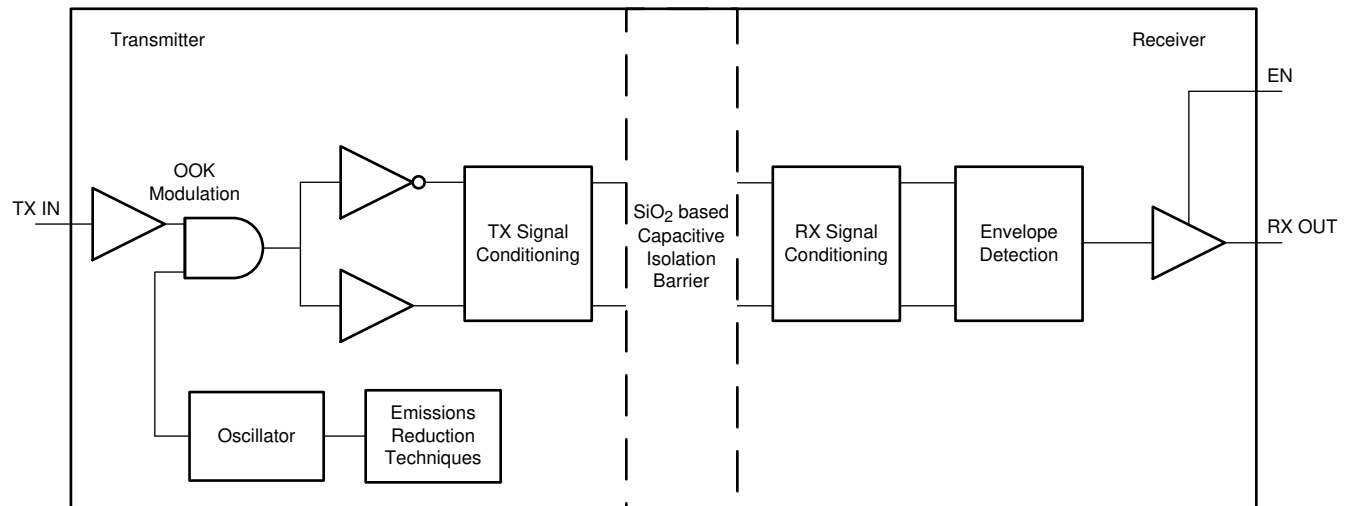 Transmitter
Receiver
EN
OOK
Modulation
TX IN
TX Signal
Conditioning
SiO2 based
Capacitive
Isolation
Barrier
RX Signal
Conditioning
Envelope
Detection
RX OUT
Oscillator
Emissions
Reduction
Techniques